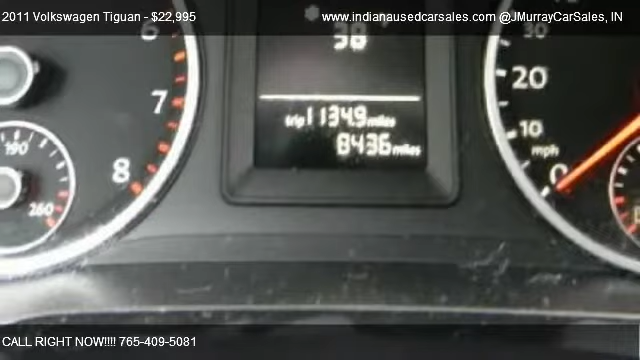 2011 Volkswagen Tiguan - $22,995 www.indianausedcarsales.com @JMurrayCarSales, IN
6
7
8
190
260
38
trip 1134.9 miles
8436 miles
30
20
10
mph
0
CALL RIGHT NOW!!!! 765-409-5081